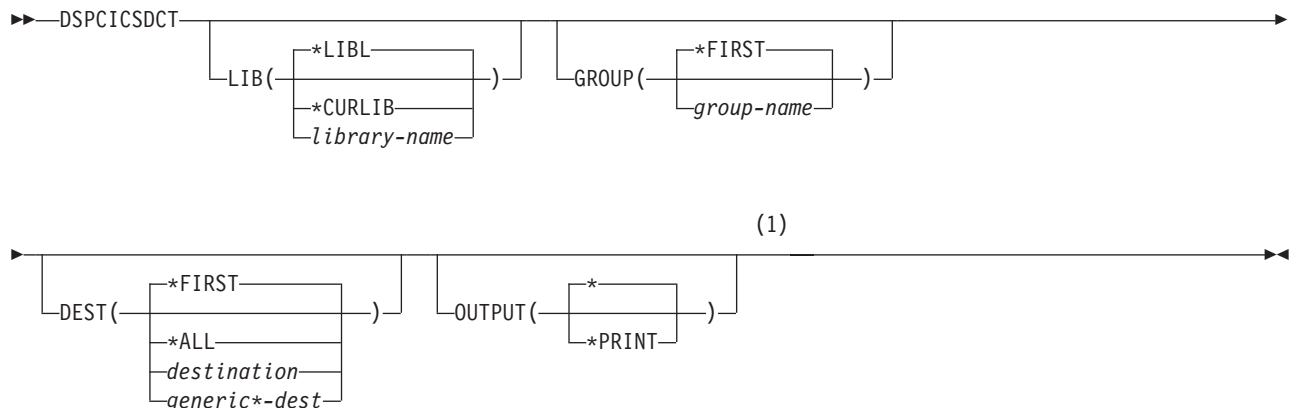 DSPCICSDCT
LIB( *LIBL )
*CURLIB
library-name
GROUP( *FIRST )
group-name
(1)
DEST( *FIRST )
*ALL
destination
generic*-dest
OUTPUT( * )
*PRINT